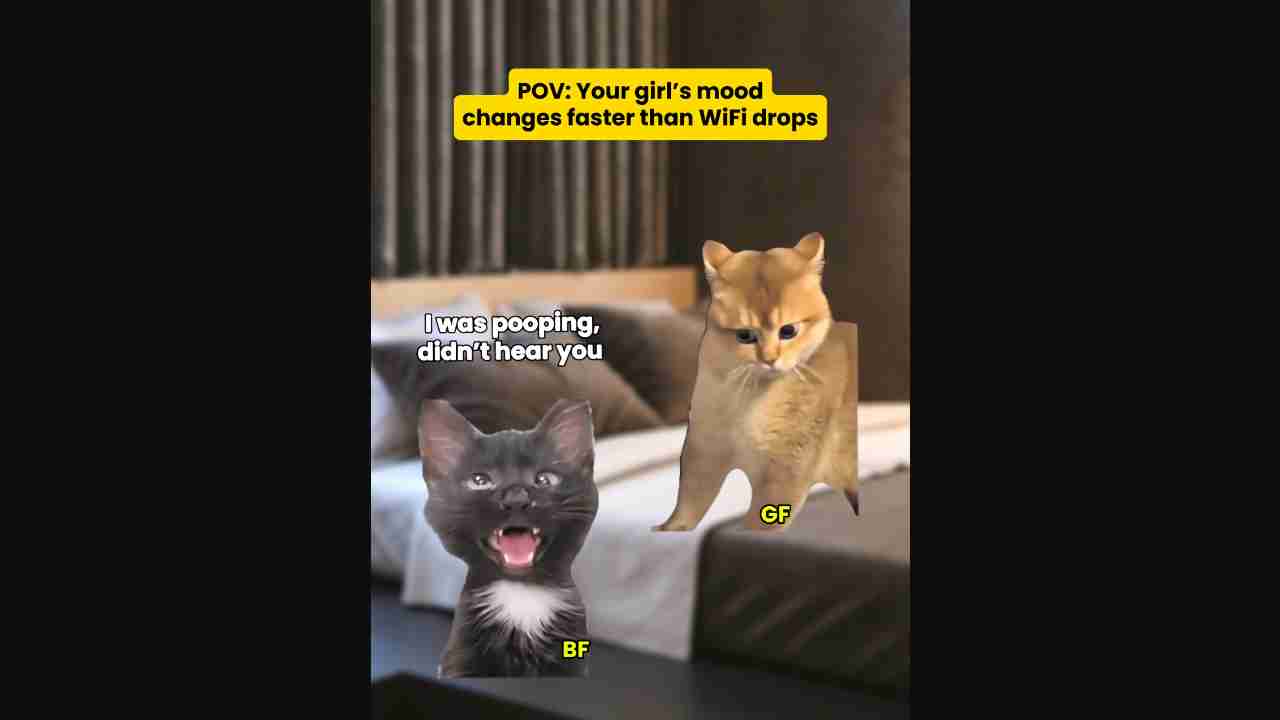 POV: Your girl's mood
changes faster than WiFi drops
I was pooping,
didn't hear you
GF
BF